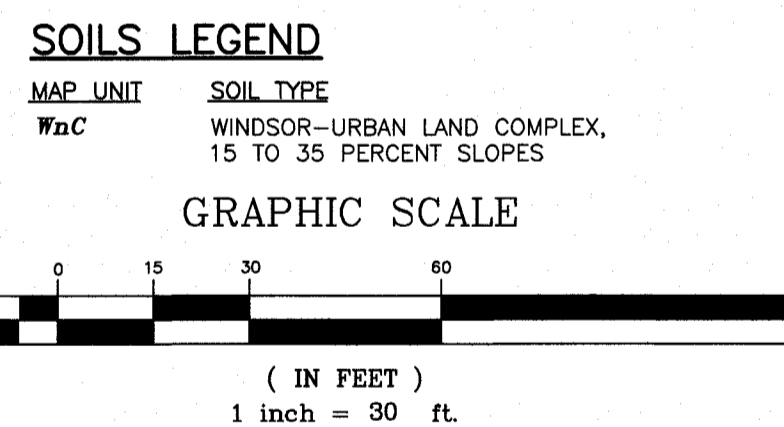 SOILS LEGEND
MAP UNIT SOIL TYPE
WnC WINDSOR-URBAN LAND COMPLEX,
15 TO 35 PERCENT SLOPES
GRAPHIC SCALE
0 15 30 60
( IN FEET )
1 inch = 30 ft.